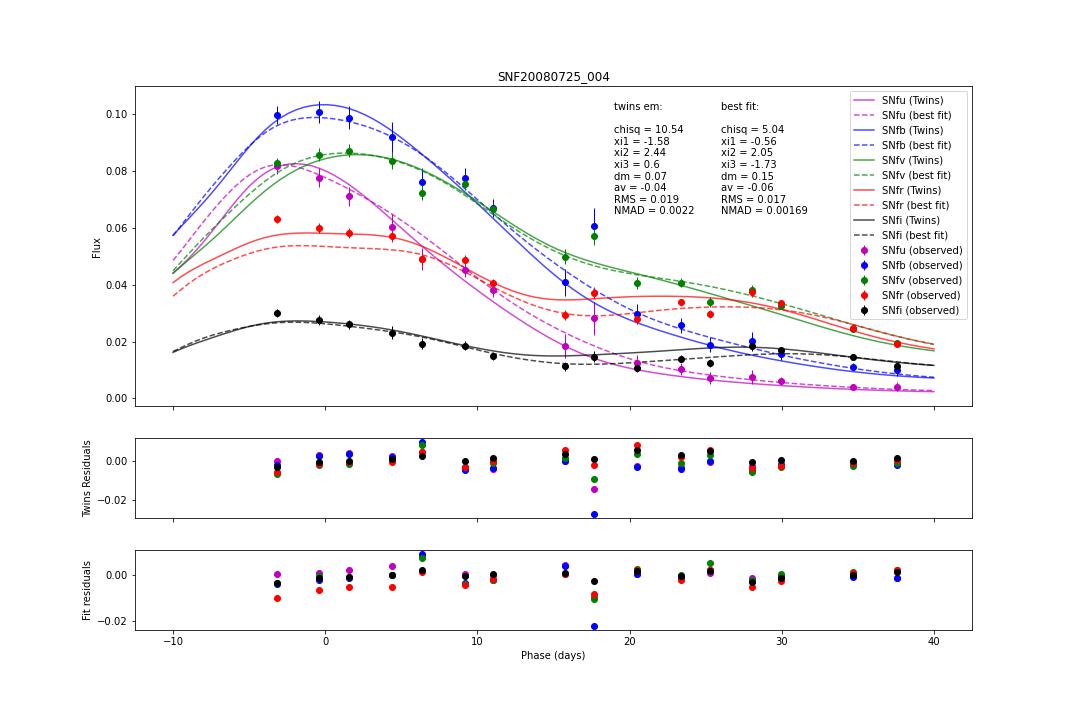 SNF20080725_004
0.10
0.08
0.06
0.04
0.02
0.00
Flux
twins em:
chisq = 10.54
xi1 = -1.58
xi2 = 2.44
xi3 = 0.6
dm = 0.07
av = -0.04
RMS = 0.019
NMAD = 0.0022
best fit:
chisq = 5.04
xi1 = -0.56
xi2 = 2.05
xi3 = -1.73
dm = 0.15
av = -0.06
RMS = 0.017
NMAD = 0.00169
SNfu (Twins)
SNfu (best fit)
SNfb (Twins)
SNfb (best fit)
SNfv (Twins)
SNfv (best fit)
SNfr (Twins)
SNfr (best fit)
SNfi (Twins)
SNfi (best fit)
SNfu (observed)
SNfb (observed)
SNfv (observed)
SNfr (observed)
SNfi (observed)
0.00
−0.02
Twins Residuals
0.00
−0.02
Fit residuals
−10
0
10
20
30
40
Phase (days)